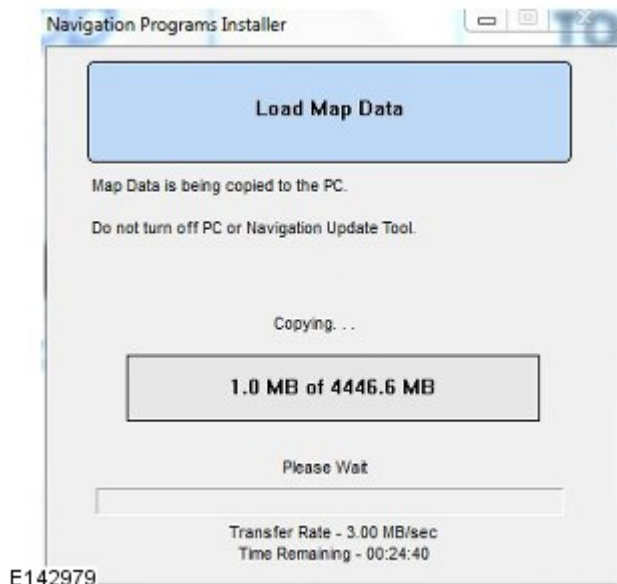 Navigation Programs Installer
TO
Load Map Data
Map Data is being copied to the PC.
Do not turn off PC or Navigation Update Tool.
Copying. . .
1.0 MB of 4446.6 MB
Please Wait
Transfer Rate - 3.00 MB/sec
Time Remaining - 00:24:40
E142979